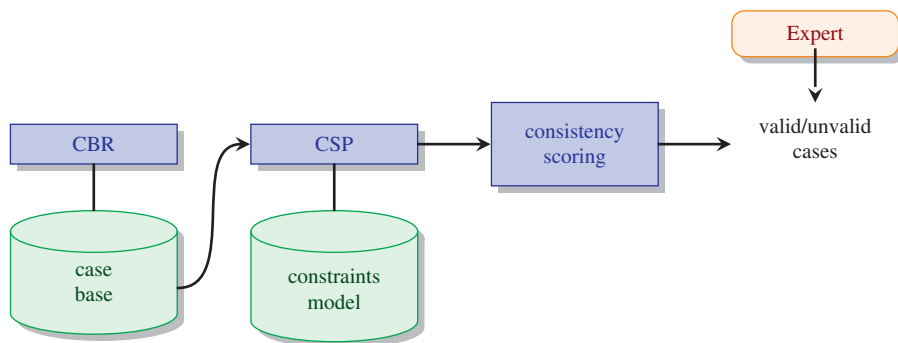 Expert
CBR
CSP
consistency
scoring
valid/unvalid
cases
case
base
constraints
model